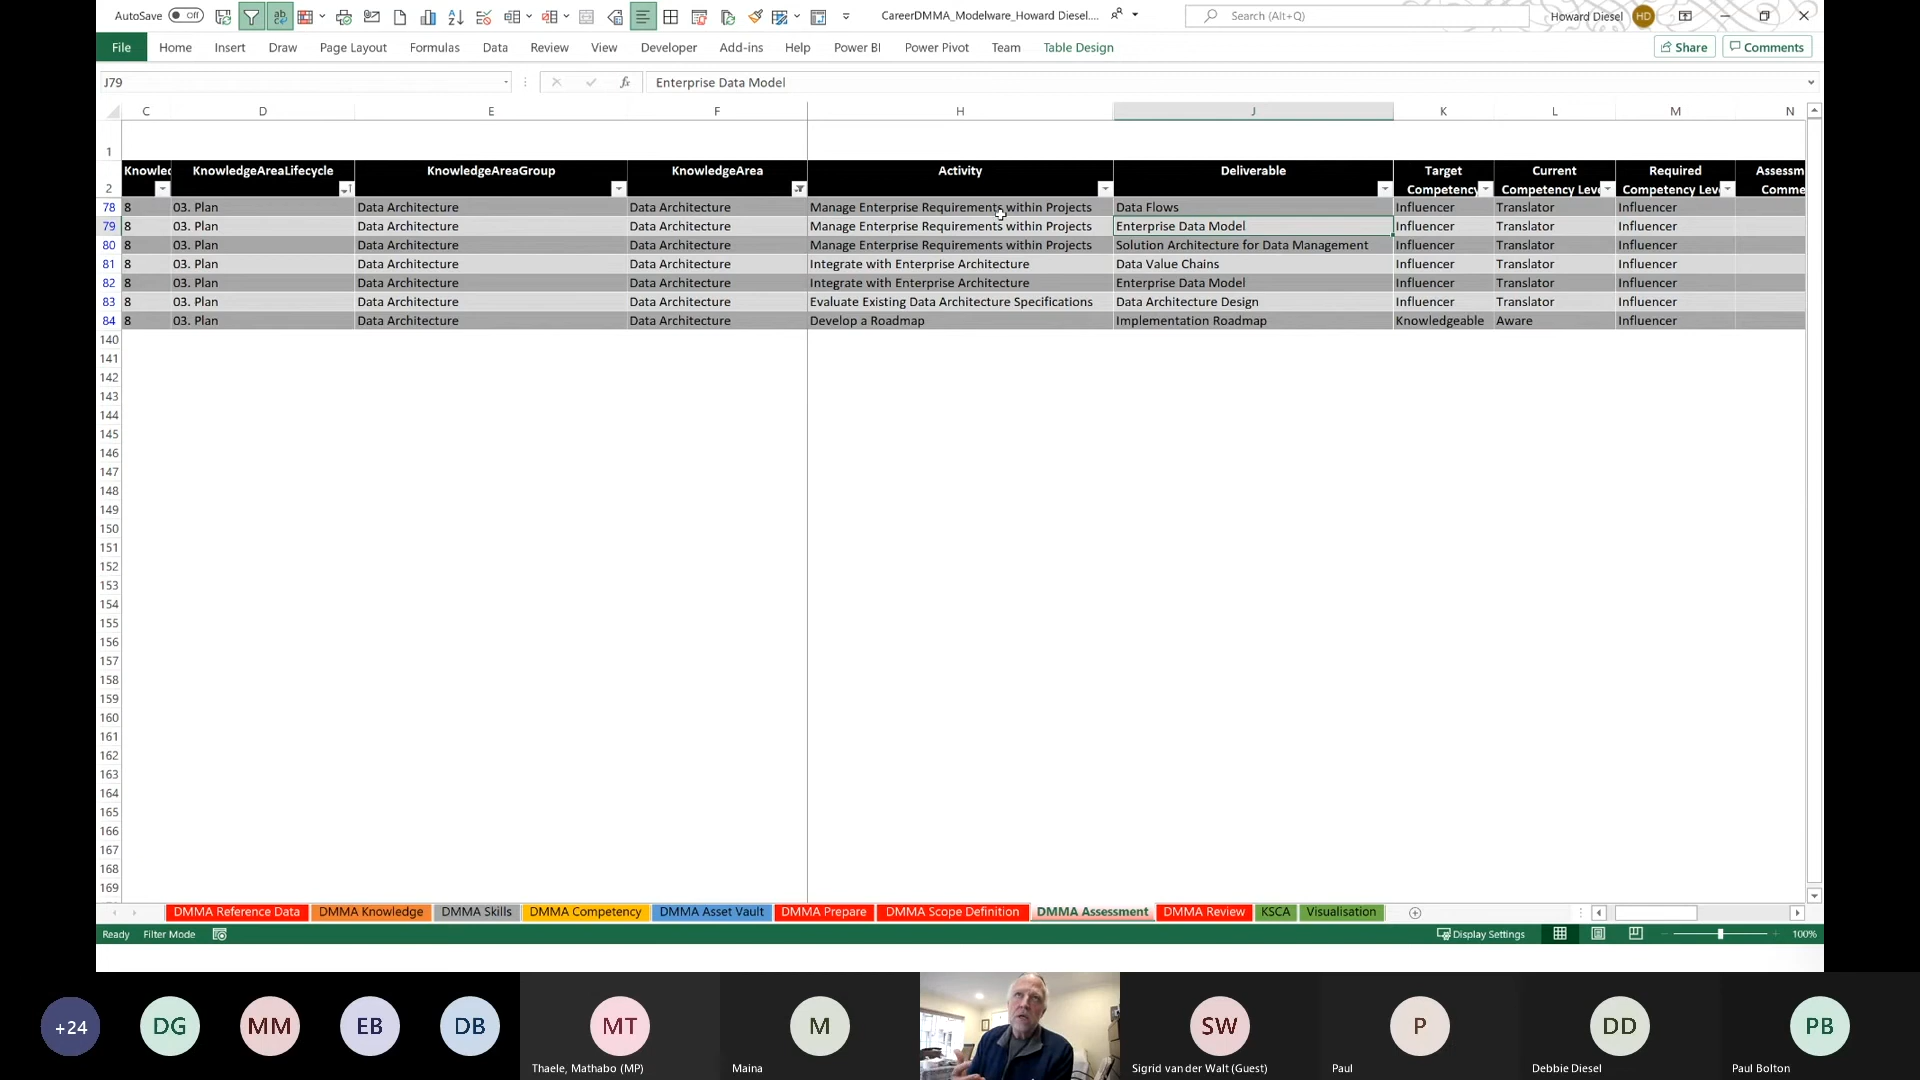 AutoSave Off CareerDMMA_Modelware_Howard Diesel.... Search (Alt+Q) Howard Diesel HD
File Home Insert Draw Page Layout Formulas Data Review View Developer Add-ins Help Power BI Power Pivot Team Table Design Share Comments
J79 fx Enterprise Data Model
C D E F H J K L M N
1
Knowled KnowledgeAreaLifecycle KnowledgeAreaGroup KnowledgeArea Activity Deliverable Target Current Required Assessm
2 Competency Competency Leve Competency Leve Comme
78 8 03. Plan Data Architecture Data Architecture Manage Enterprise Requirements within Projects Data Flows Influencer Translator Influencer
79 8 03. Plan Data Architecture Data Architecture Manage Enterprise Requirements within Projects Enterprise Data Model Influencer Translator Influencer
80 8 03. Plan Data Architecture Data Architecture Manage Enterprise Requirements within Projects Solution Architecture for Data Management Influencer Translator Influencer
81 8 03. Plan Data Architecture Data Architecture Integrate with Enterprise Architecture Data Value Chains Influencer Translator Influencer
82 8 03. Plan Data Architecture Data Architecture Integrate with Enterprise Architecture Enterprise Data Model Influencer Translator Influencer
83 8 03. Plan Data Architecture Data Architecture Evaluate Existing Data Architecture Specifications Data Architecture Design Influencer Translator Influencer
84 8 03. Plan Data Architecture Data Architecture Develop a Roadmap Implementation Roadmap Knowledgeable Aware Influencer
140
141
142
143
144
145
146
147
148
149
150
151
152
153
154
155
156
157
158
159
160
161
162
163
164
165
166
167
168
169
DMMA Reference Data DMMA Knowledge DMMA Skills DMMA Competency DMMA Asset Vault DMMA Prepare DMMA Scope Definition DMMA Assessment DMMA Review KSCA Visualisation
Ready Filter Mode Display Settings 100%
+24 DG MM EB DB MT M SW P DD PB
Thaele, Mathabo (MP) Maina Sigrid van der Walt (Guest) Paul Debbie Diesel Paul Bolton